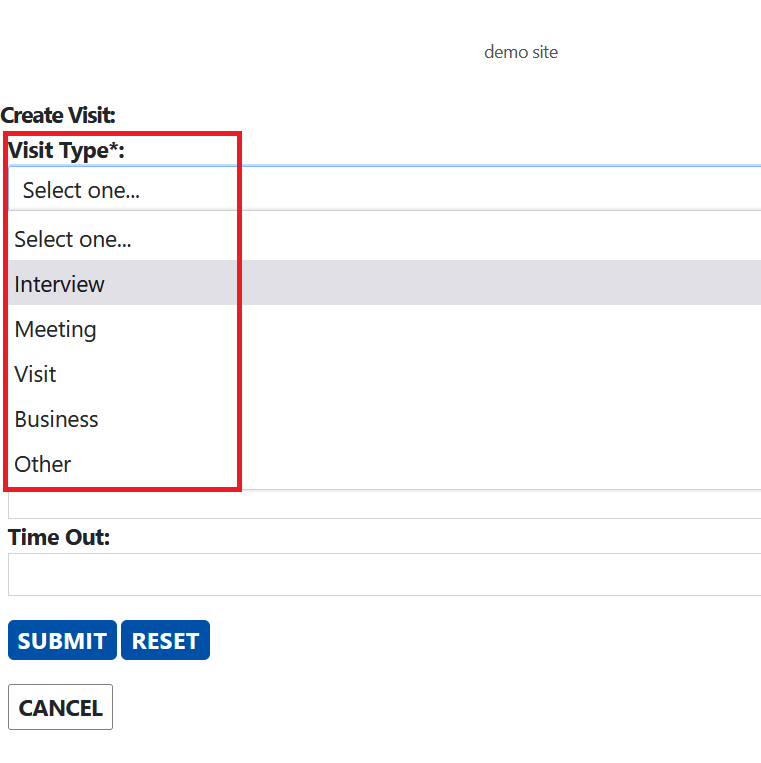 demo site
Create Visit:
Visit Type*:
Select one...
Select one...
Interview
Meeting
Visit
Business
Other
Time Out:
SUBMIT RESET
CANCEL